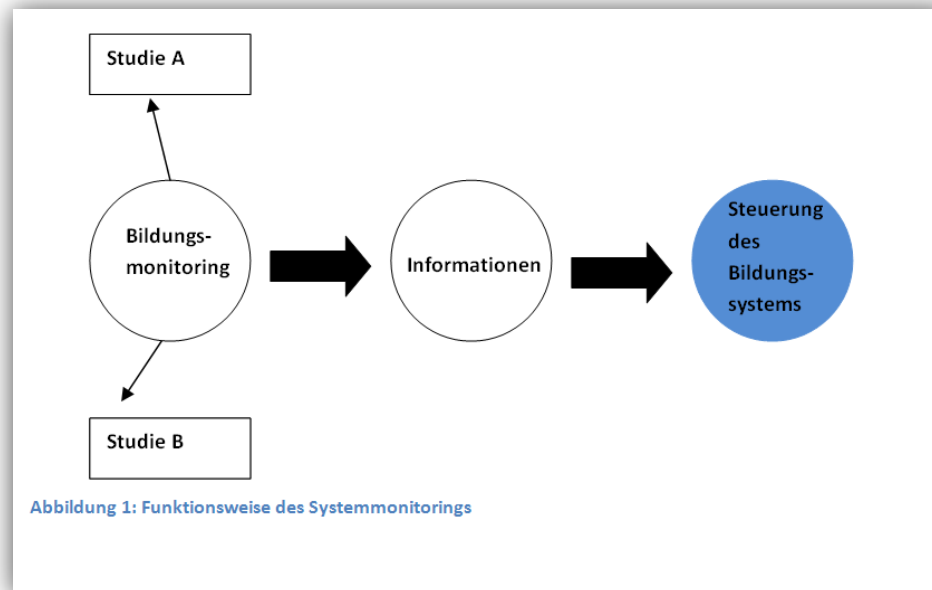 Studie A
Bildungs-
monitoring
Informationen
Steuerung
des
Bildungs-
systems
Studie B
Abbildung 1: Funktionsweise des Systemmonitorings